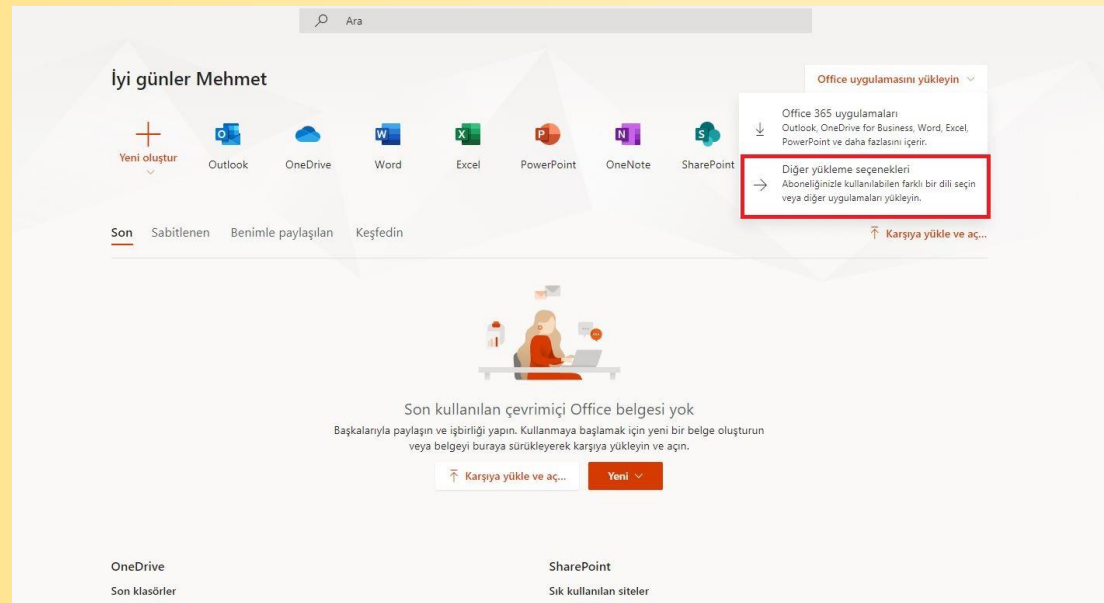 Ara
İyi günler Mehmet
Office uygulamasını yükleyin
Office 365 uygulamaları
Outlook, OneDrive for Business, Word, Excel,
PowerPoint ve daha fazlasını içerir.
Diğer yükleme seçenekleri
Aboneliğinizle kullanılabilen farklı bir dili seçin
veya diğer uygulamaları yükleyin.
Yeni oluştur
Outlook
OneDrive
Word
Excel
PowerPoint
OneNote
SharePoint
Son Sabitlenen Benimle paylaşılan Keşfedin
Karşıya yükle ve aç...
Son kullanılan çevrimiçi Office belgesi yok
Başkalarıyla paylaşın ve işbirliği yapın. Kullanmaya başlamak için yeni bir belge oluşturun
veya belgeyi buraya sürükleyerek karşıya yükleyin ve açın.
Karşıya yükle ve aç...
Yeni
OneDrive
Son klasörler
SharePoint
Sık kullanılan siteler